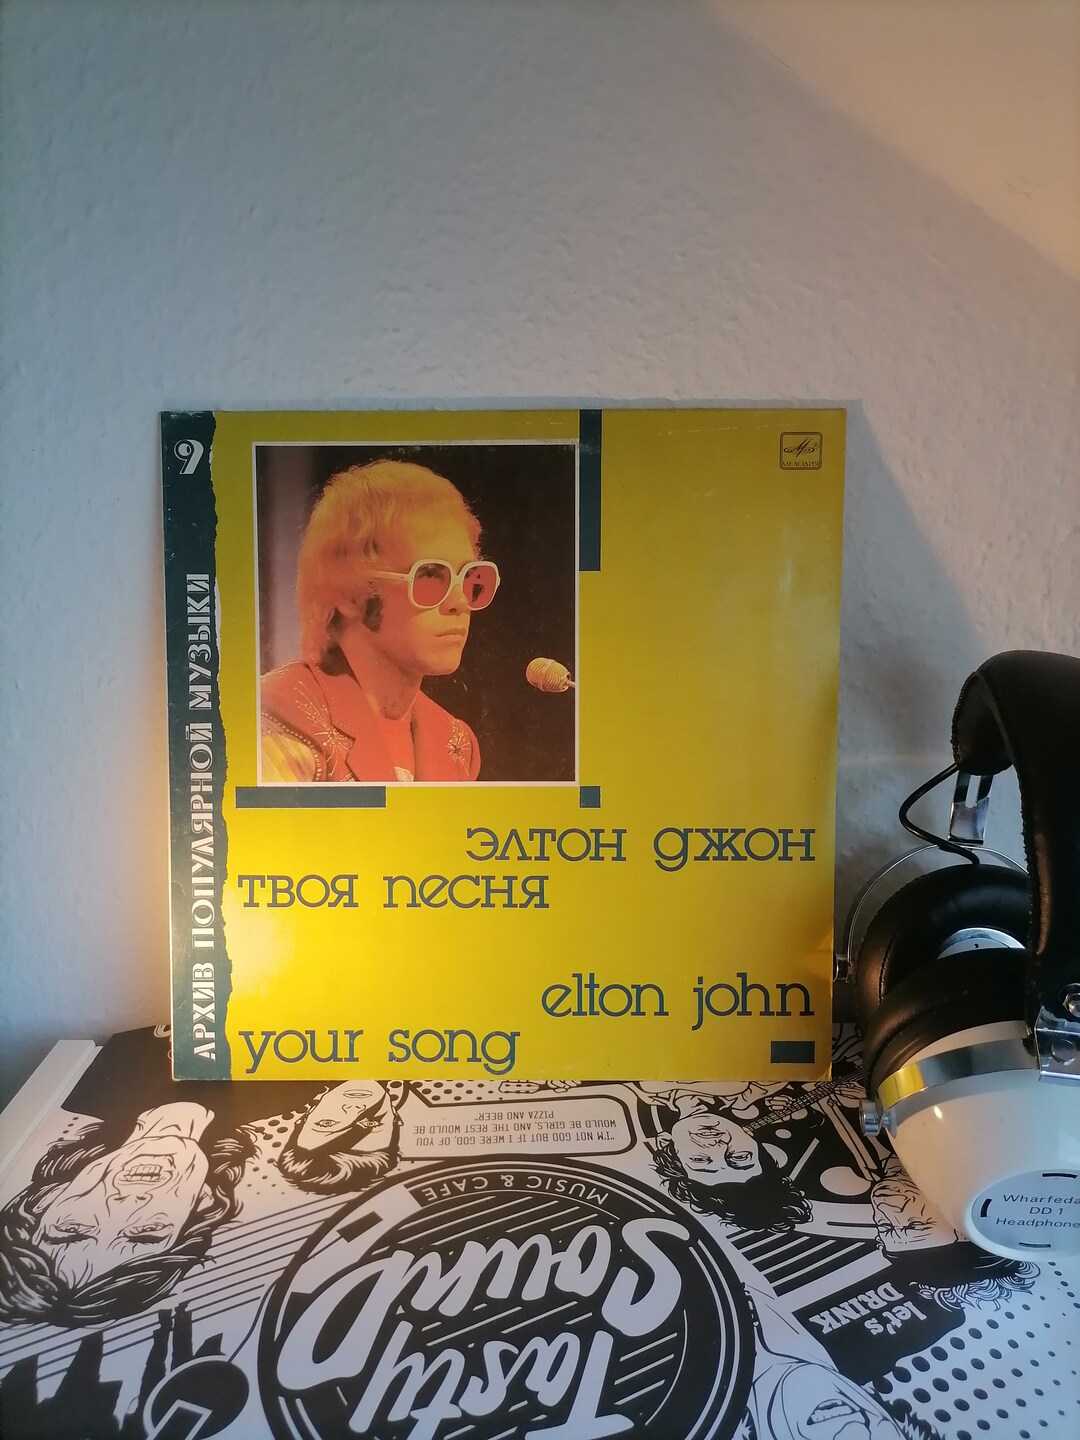 9
АРХИВ ПОПУЛЯРНОЙ МУЗЫКИ
МЕЛОДИЯ
ЭЛТОН ДЖОН
ТВОЯ ПЕСНЯ
elton john
your song
"I'M NOT GOD BUT IF I WERE GOD, OF YOU
WOULD BE GIRLS, AND THE REST WOULD BE
PIZZA AND BEER"
MUSIC & CAFE
Tasty
Sound
let's
DRINK
DD 1